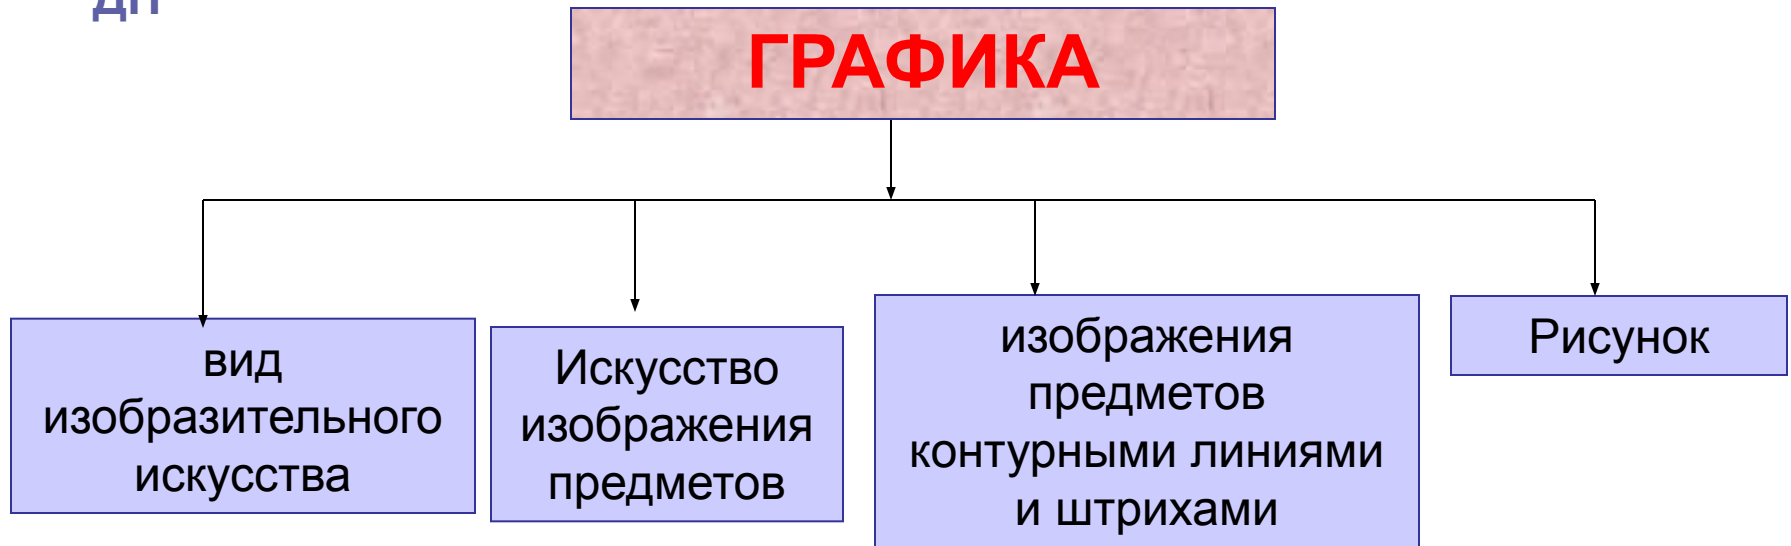 ГРАФИКА
вид
изобразительного
искусства
Искусство
изображения
предметов
изображения
предметов
контурными линиями
и штрихами
Рисунок